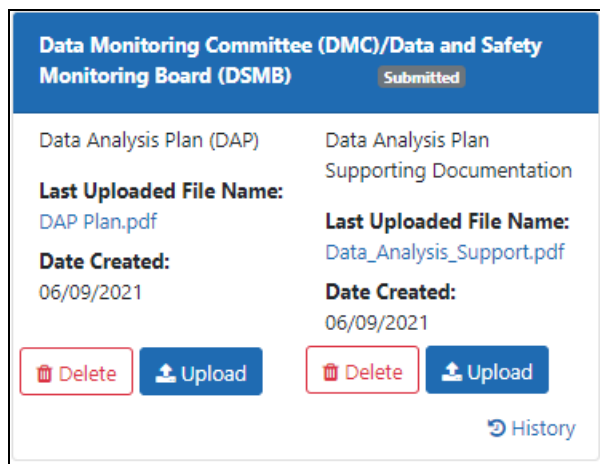 Data Monitoring Committee (DMC)/Data and Safety
Monitoring Board (DSMB) Submitted
Data Analysis Plan (DAP)
Last Uploaded File Name:
DAP Plan.pdf
Date Created:
06/09/2021
Delete Upload
Data Analysis Plan
Supporting Documentation
Last Uploaded File Name:
Data_Analysis_Support.pdf
Date Created:
06/09/2021
Delete Upload
History